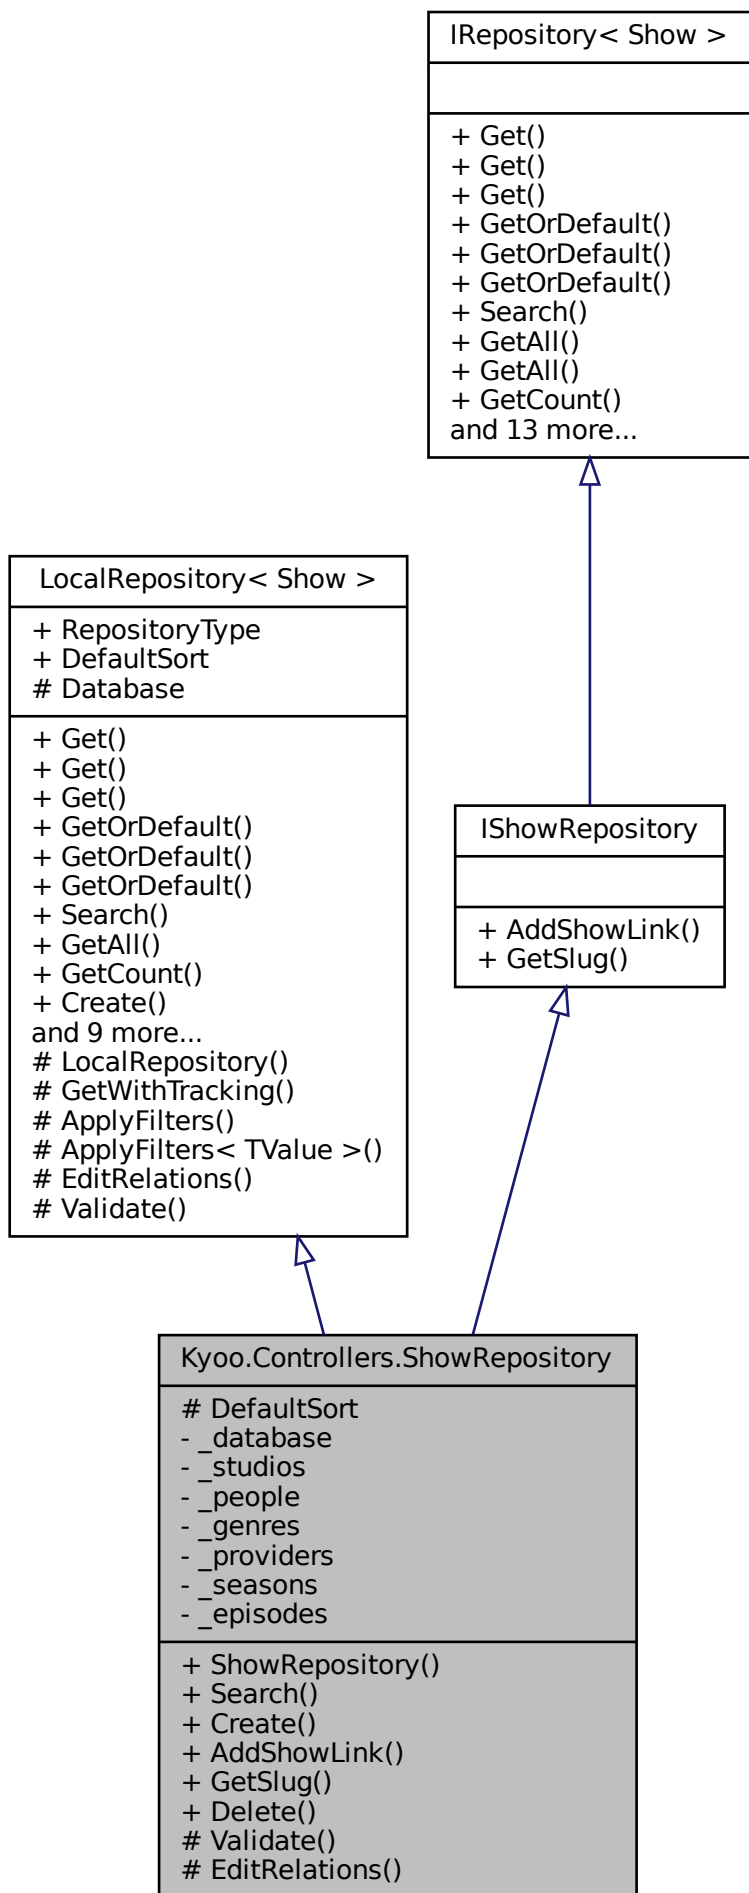 IRepository< Show >
+ Get()
+ Get()
+ Get()
+ GetOrDefault()
+ GetOrDefault()
+ GetOrDefault()
+ Search()
+ GetAll()
+ GetAll()
+ GetCount()
and 13 more...
LocalRepository< Show >
+ RepositoryType
+ DefaultSort
# Database
+ Get()
+ Get()
+ Get()
+ GetOrDefault()
+ GetOrDefault()
+ GetOrDefault()
+ Search()
+ GetAll()
+ GetCount()
+ Create()
and 9 more...
# LocalRepository()
# GetWithTracking()
# ApplyFilters()
# ApplyFilters< TValue >()
# EditRelations()
# Validate()
IShowRepository
+ AddShowLink()
+ GetSlug()
Kyoo.Controllers.ShowRepository
# DefaultSort
- _database
- _studios
- _people
- _genres
- _providers
- _seasons
- _episodes
+ ShowRepository()
+ Search()
+ Create()
+ AddShowLink()
+ GetSlug()
+ Delete()
# Validate()
# EditRelations()